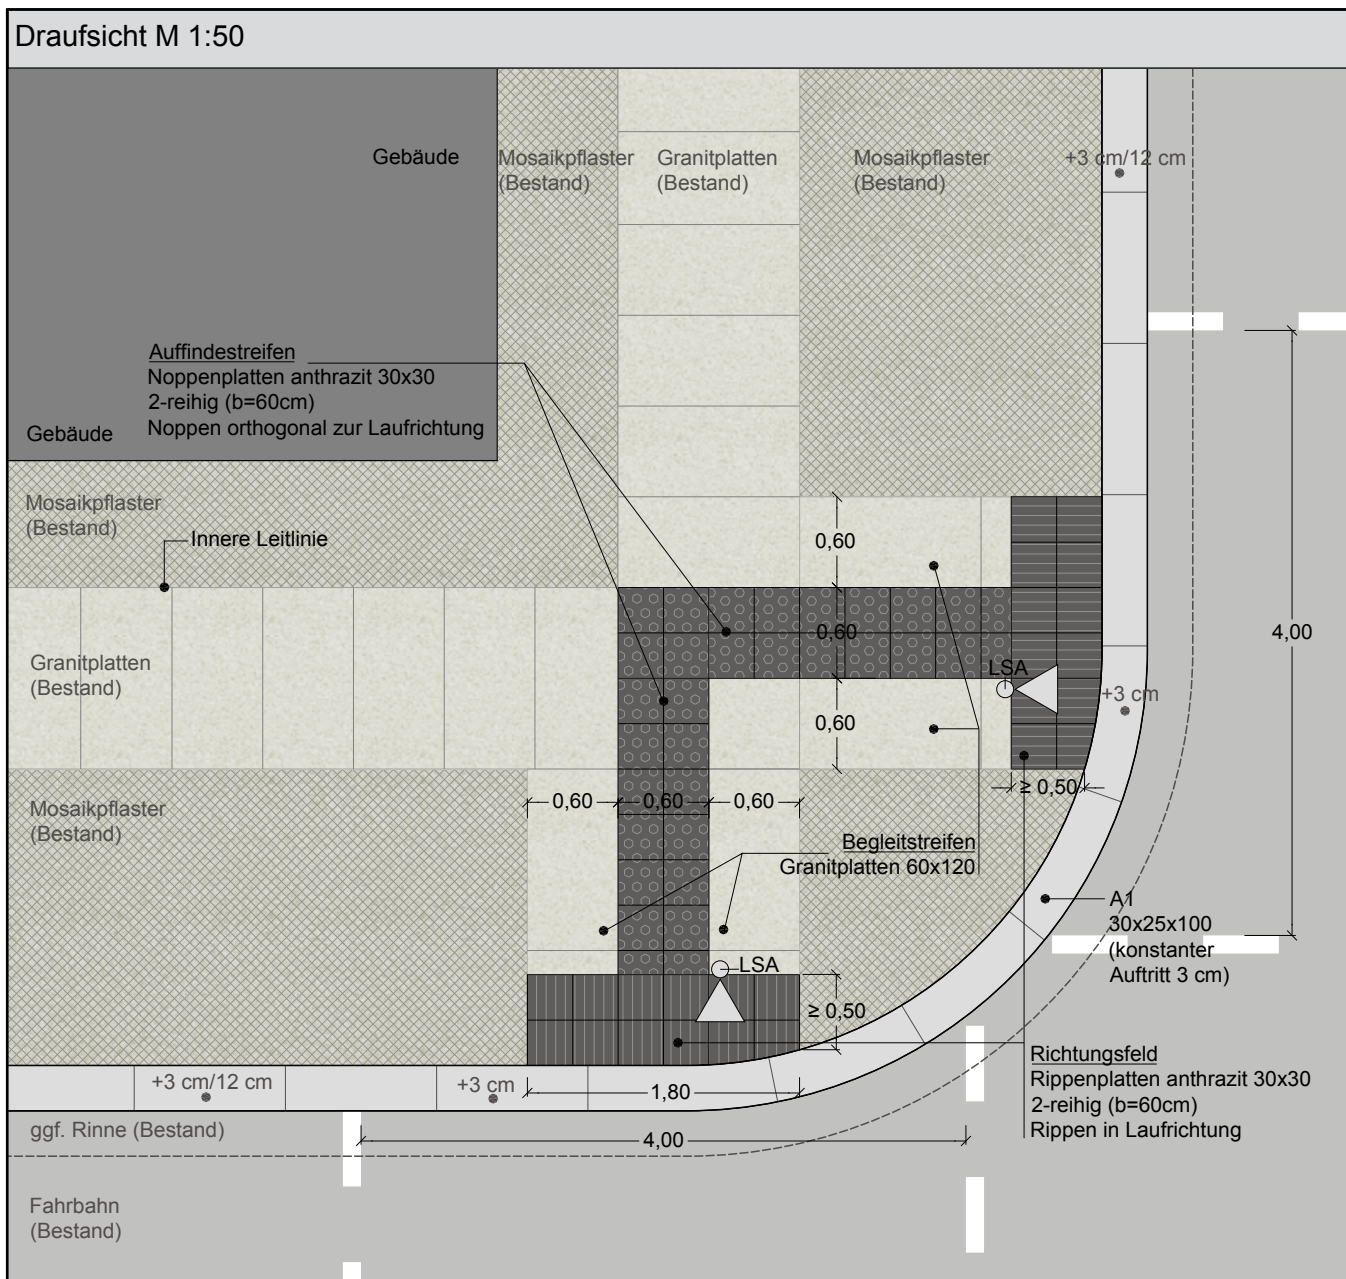 Draufsicht M 1:50
Gebäude
Mosaikpflaster
(Bestand)
Granitplatten
(Bestand)
Mosaikpflaster
(Bestand)
+3 cm/12 cm
Auffindestreifen
Noppenplatten anthrazit 30x30
2-reihig (b=60cm)
Noppen orthogonal zur Laufrichtung
Gebäude
Mosaikpflaster
(Bestand)
Innere Leitlinie
0,60
0,60
0,60
4,00
Granitplatten
(Bestand)
LSA
+3 cm
≥ 0,50
Mosaikpflaster
(Bestand)
0,60
0,60
0,60
Begleitstreifen
Granitplatten 60x120
A1
30x25x100
(konstanter
Auftritt 3 cm)
LSA
≥ 0,50
Richtungsfeld
Rippenplatten anthrazit 30x30
2-reihig (b=60cm)
Rippen in Laufrichtung
+3 cm/12 cm
+3 cm
1,80
ggf. Rinne (Bestand)
4,00
Fahrbahn
(Bestand)